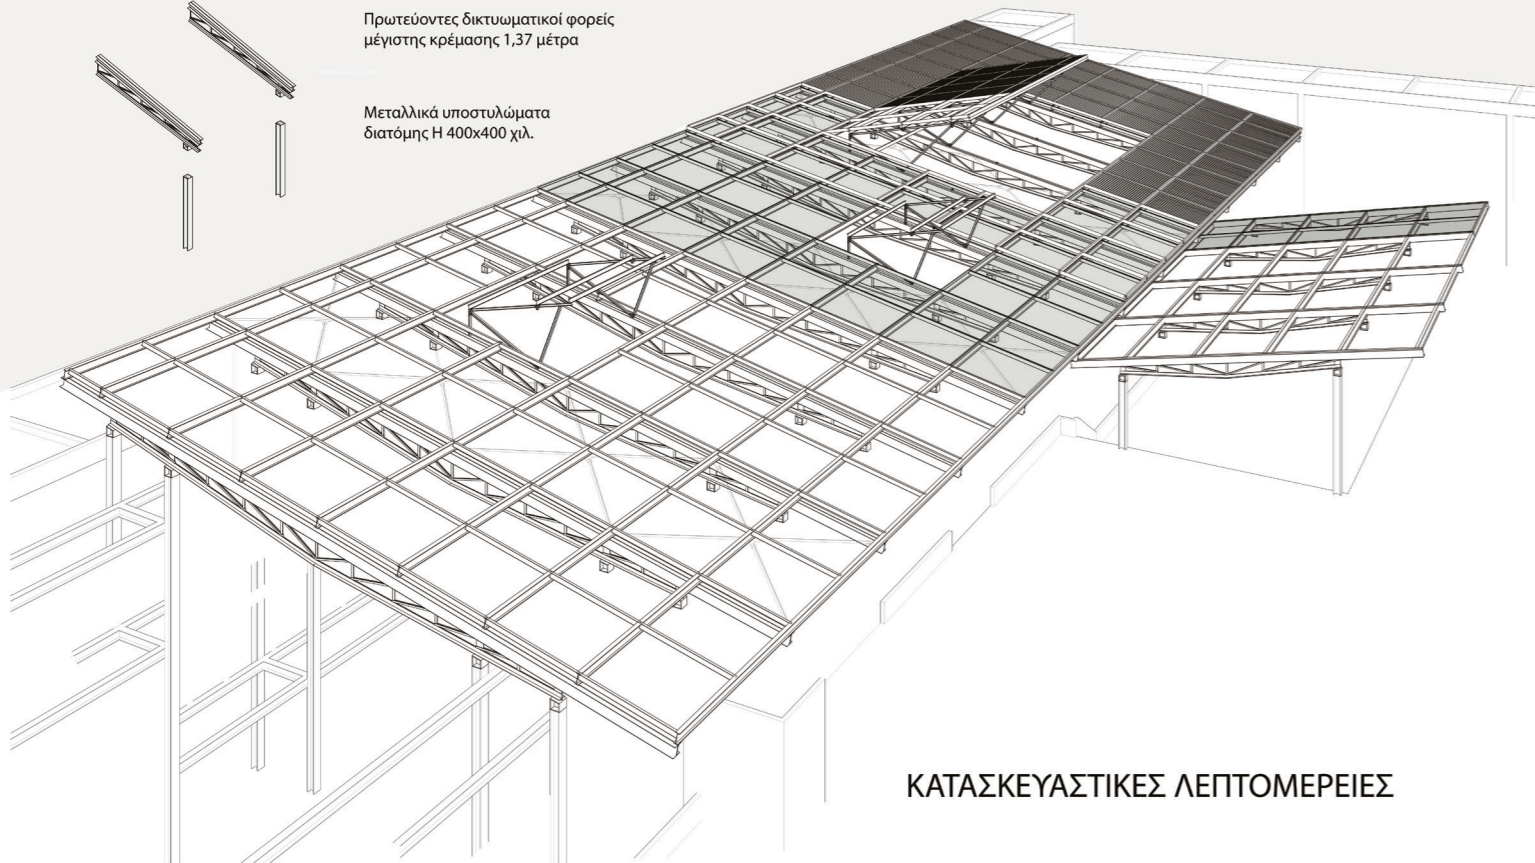 Πρωτεύοντες δικτυωματικοί φορείς
μέγιστης κρέμασης 1,37 μέτρα
Μεταλλικά υποστυλώματα
διατόμης Η 400x400 χιλ.
ΚΑΤΑΣΚΕΥΑΣΤΙΚΕΣ ΛΕΠΤΟΜΕΡΕΙΕΣ